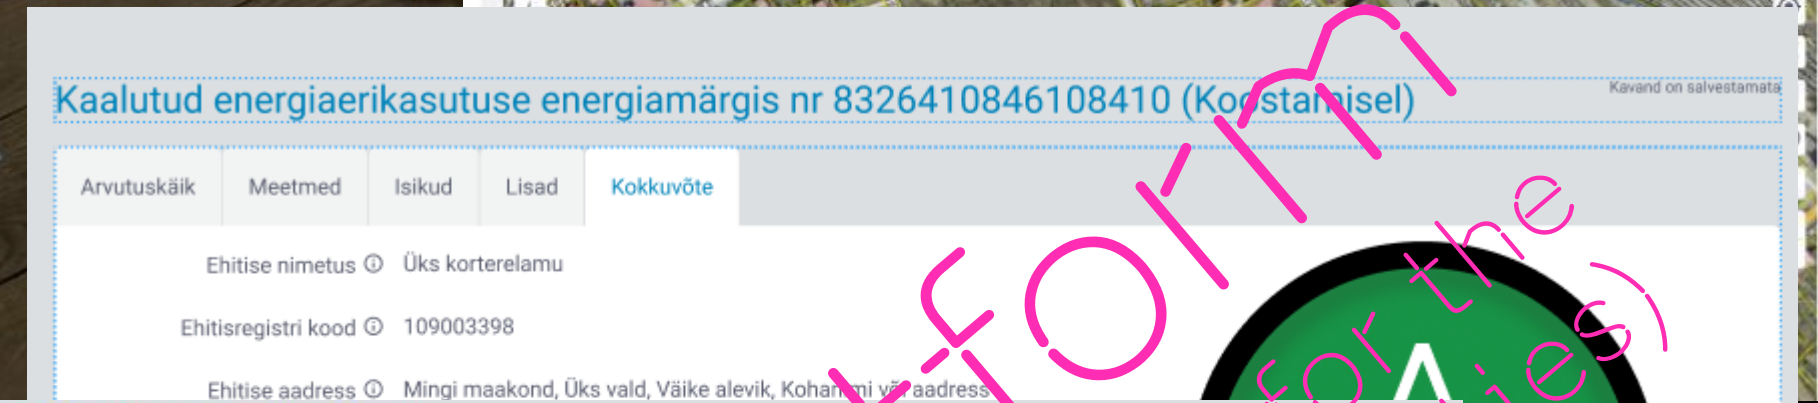 Kaalutud energiaerikasutuse energiamärgis nr 8326410846108410 (Koostamisel)
Kavand on salvestamata
Arvutuskäik Meetmed Isikud Lisad Kokkuvõte
Ehitise nimetus Üks korterelamu
Ehitisregistri kood 109003398
Ehitise aadress Mingi maakond, Üks vald, Väike alevik, Kohanimi või aadress
A
form
for the